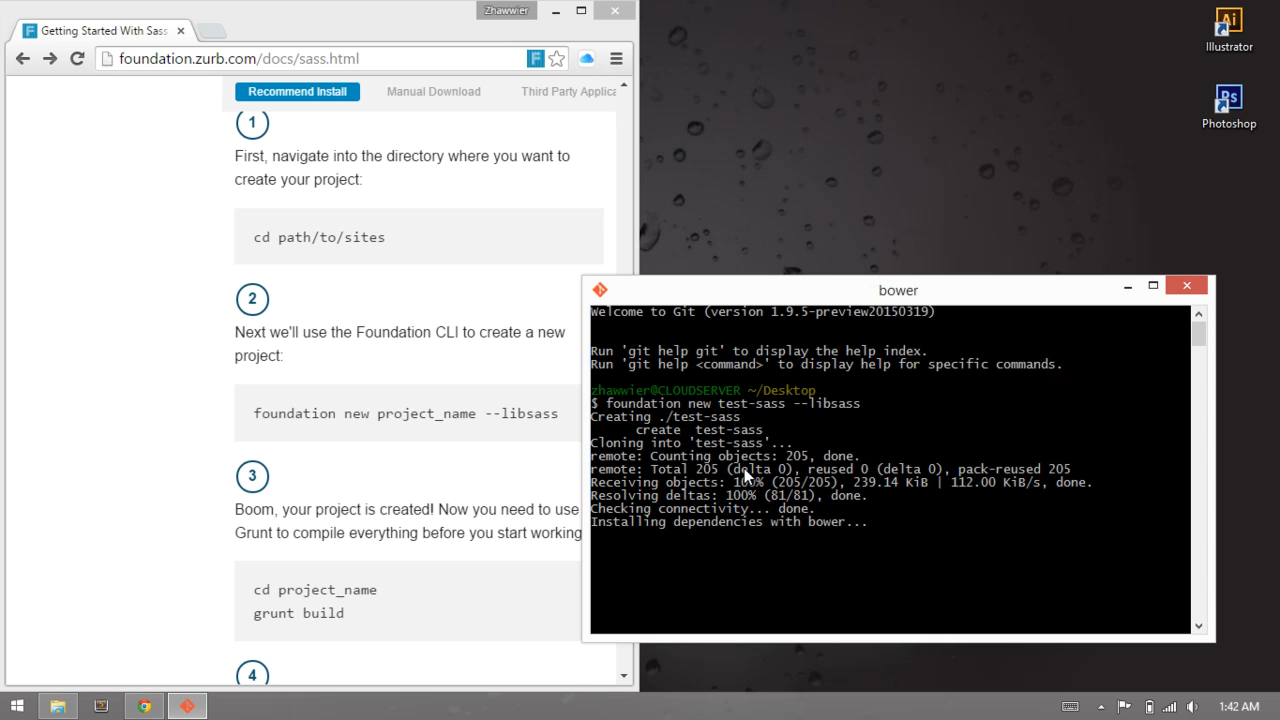 Zhawwier
Getting Started With Sass
foundation.zurb.com/docs/sass.html
Recommend Install
Manual Download
Third Party Applica
1
First, navigate into the directory where you want to
create your project:
cd path/to/sites
2
Next we'll use the Foundation CLI to create a new
project:
foundation new project_name --libsass
3
Boom, your project is created! Now you need to use
Grunt to compile everything before you start working
cd project_name
grunt build
4
bower
Welcome to Git (version 1.9.5-preview20150319)
Run 'git help git' to display the help index.
Run 'git help <command>' to display help for specific commands.
zhawwier@CLOUDSERVER ~/Desktop
$ foundation new test-sass --libsass
Creating ./test-sass
create test-sass
Cloning into 'test-sass'...
remote: Counting objects: 205, done.
remote: Total 205 (delta 0), reused 0 (delta 0), pack-reused 205
Receiving objects: 100% (205/205), 239.14 KiB | 112.00 KiB/s, done.
Resolving deltas: 100% (81/81), done.
Checking connectivity... done.
Installing dependencies with bower...
Ai
Illustrator
Ps
Photoshop
1:42 AM